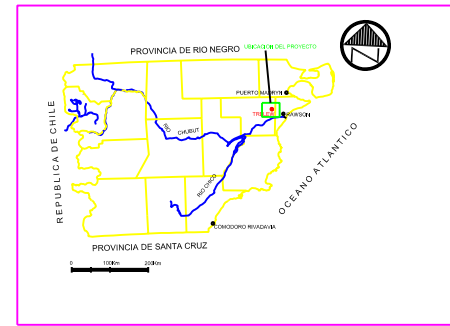 UBICACION DEL PROYECTO
PROVINCIA DE RIO NEGRO
PUERTO MADRYN
RAWSON
RIO CHUBUT
REPUBLICA DE CHILE
RIO CHICO
OCEANO ATLANTICO
COMODORO RIVADAVIA
PROVINCIA DE SANTA CRUZ
0 100Km 200Km